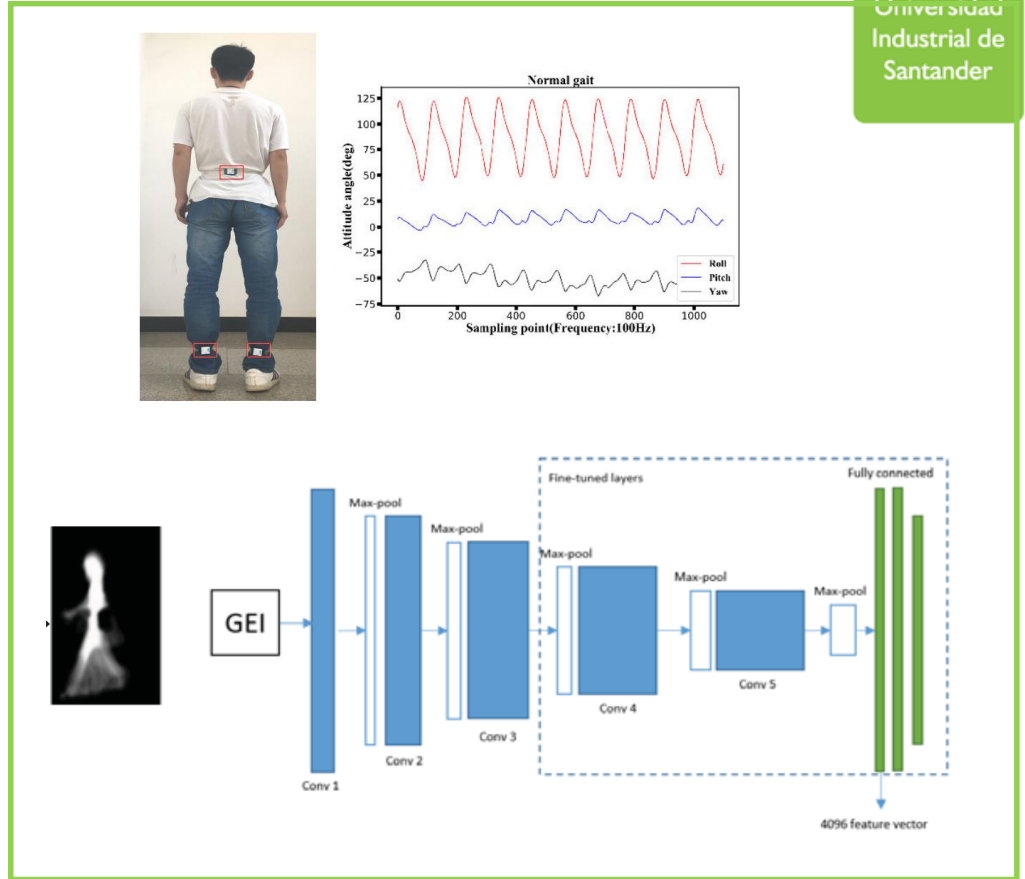 Universidad
Industrial de
Santander
Normal gait
Attitude angle(deg)
125
100
75
50
25
0
−25
−50
−75
Roll
Pitch
Yaw
0 200 400 600 800 1000
Sampling point(Frequency:100Hz)
Fine-tuned layers
Fully connected
Max-pool
Max-pool
Max-pool
Max-pool
Max-pool
GEI
Conv 1
Conv 2
Conv 3
Conv 4
Conv 5
4096 feature vector